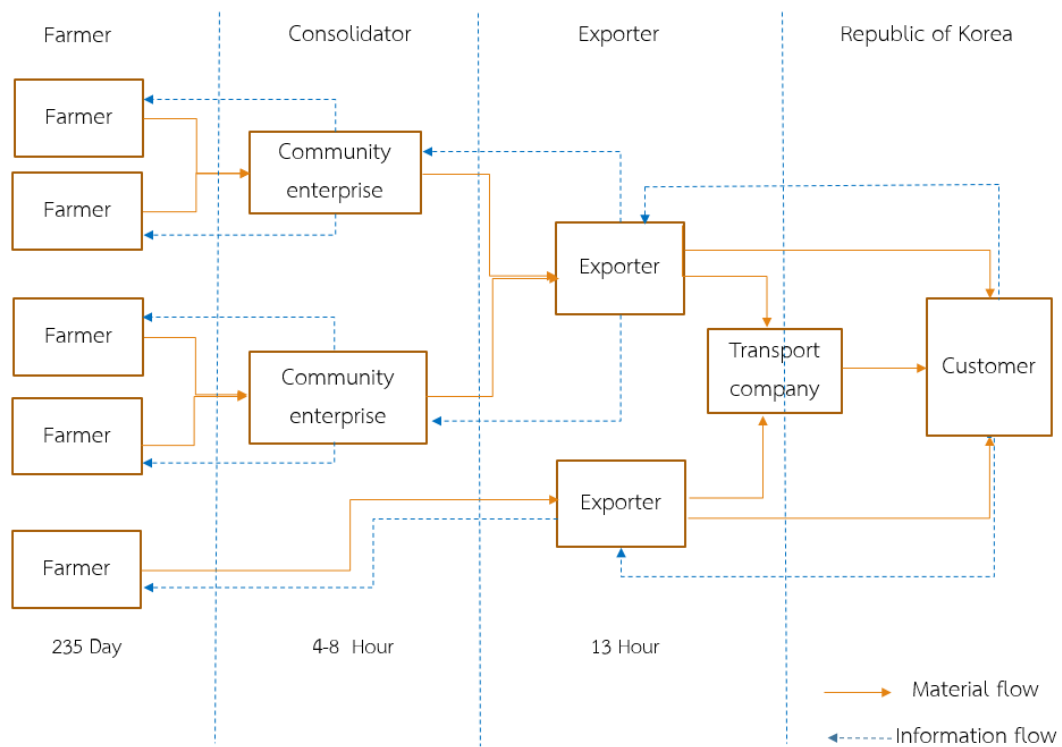 Farmer
Consolidator
Exporter
Republic of Korea
Farmer
Farmer
Community
enterprise
Exporter
Farmer
Farmer
Community
enterprise
Transport
company
Customer
Exporter
Farmer
235 Day
4-8 Hour
13 Hour
Material flow
Information flow